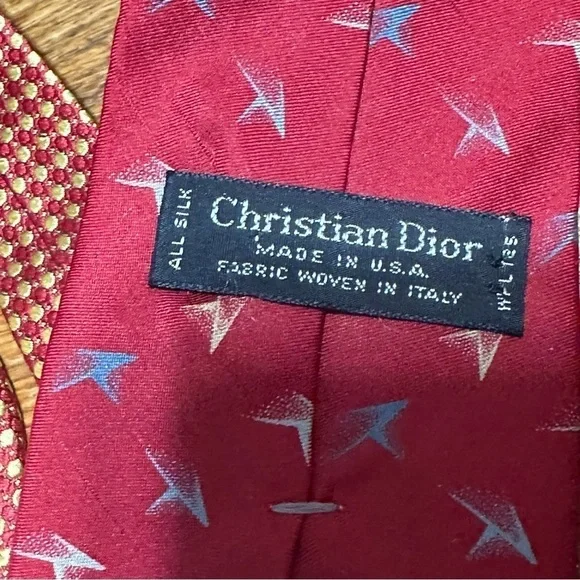 ALL SILK
Christian Dior
MADE IN U.S.A.
FABRIC WOVEN IN ITALY